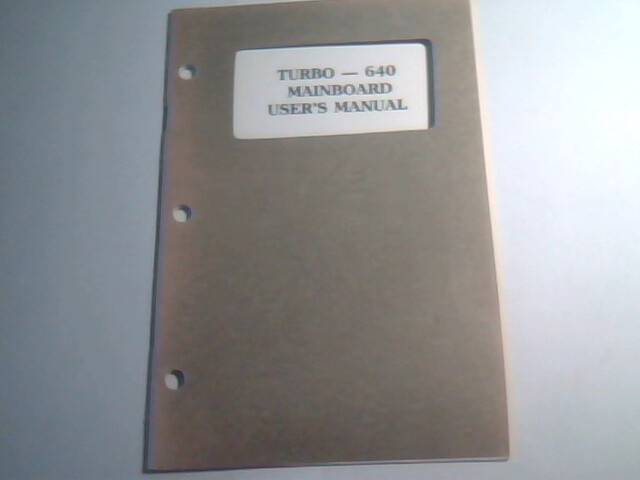 TURBO — 640
MAINBOARD
USER'S MANUAL